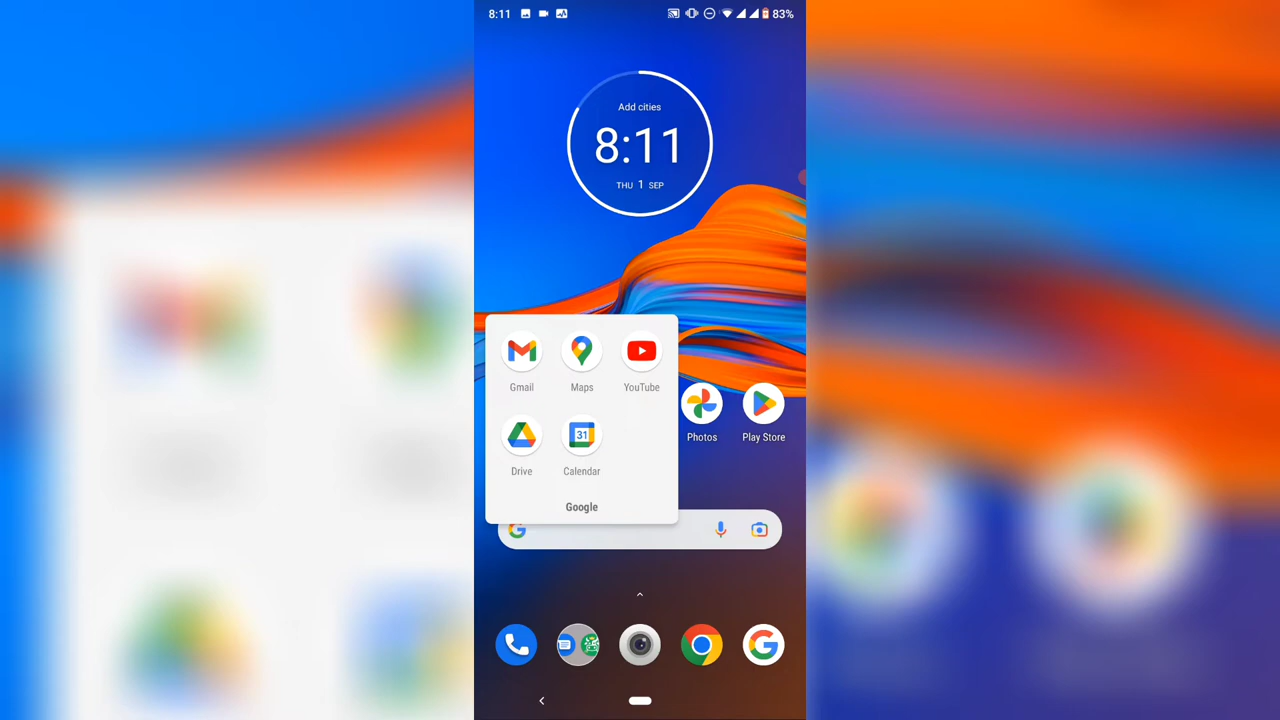 8:11
83%
Add cities
8:11
THU 1 SEP
Gmail
Maps
YouTube
Drive
31
Calendar
Google
Photos
Play Store